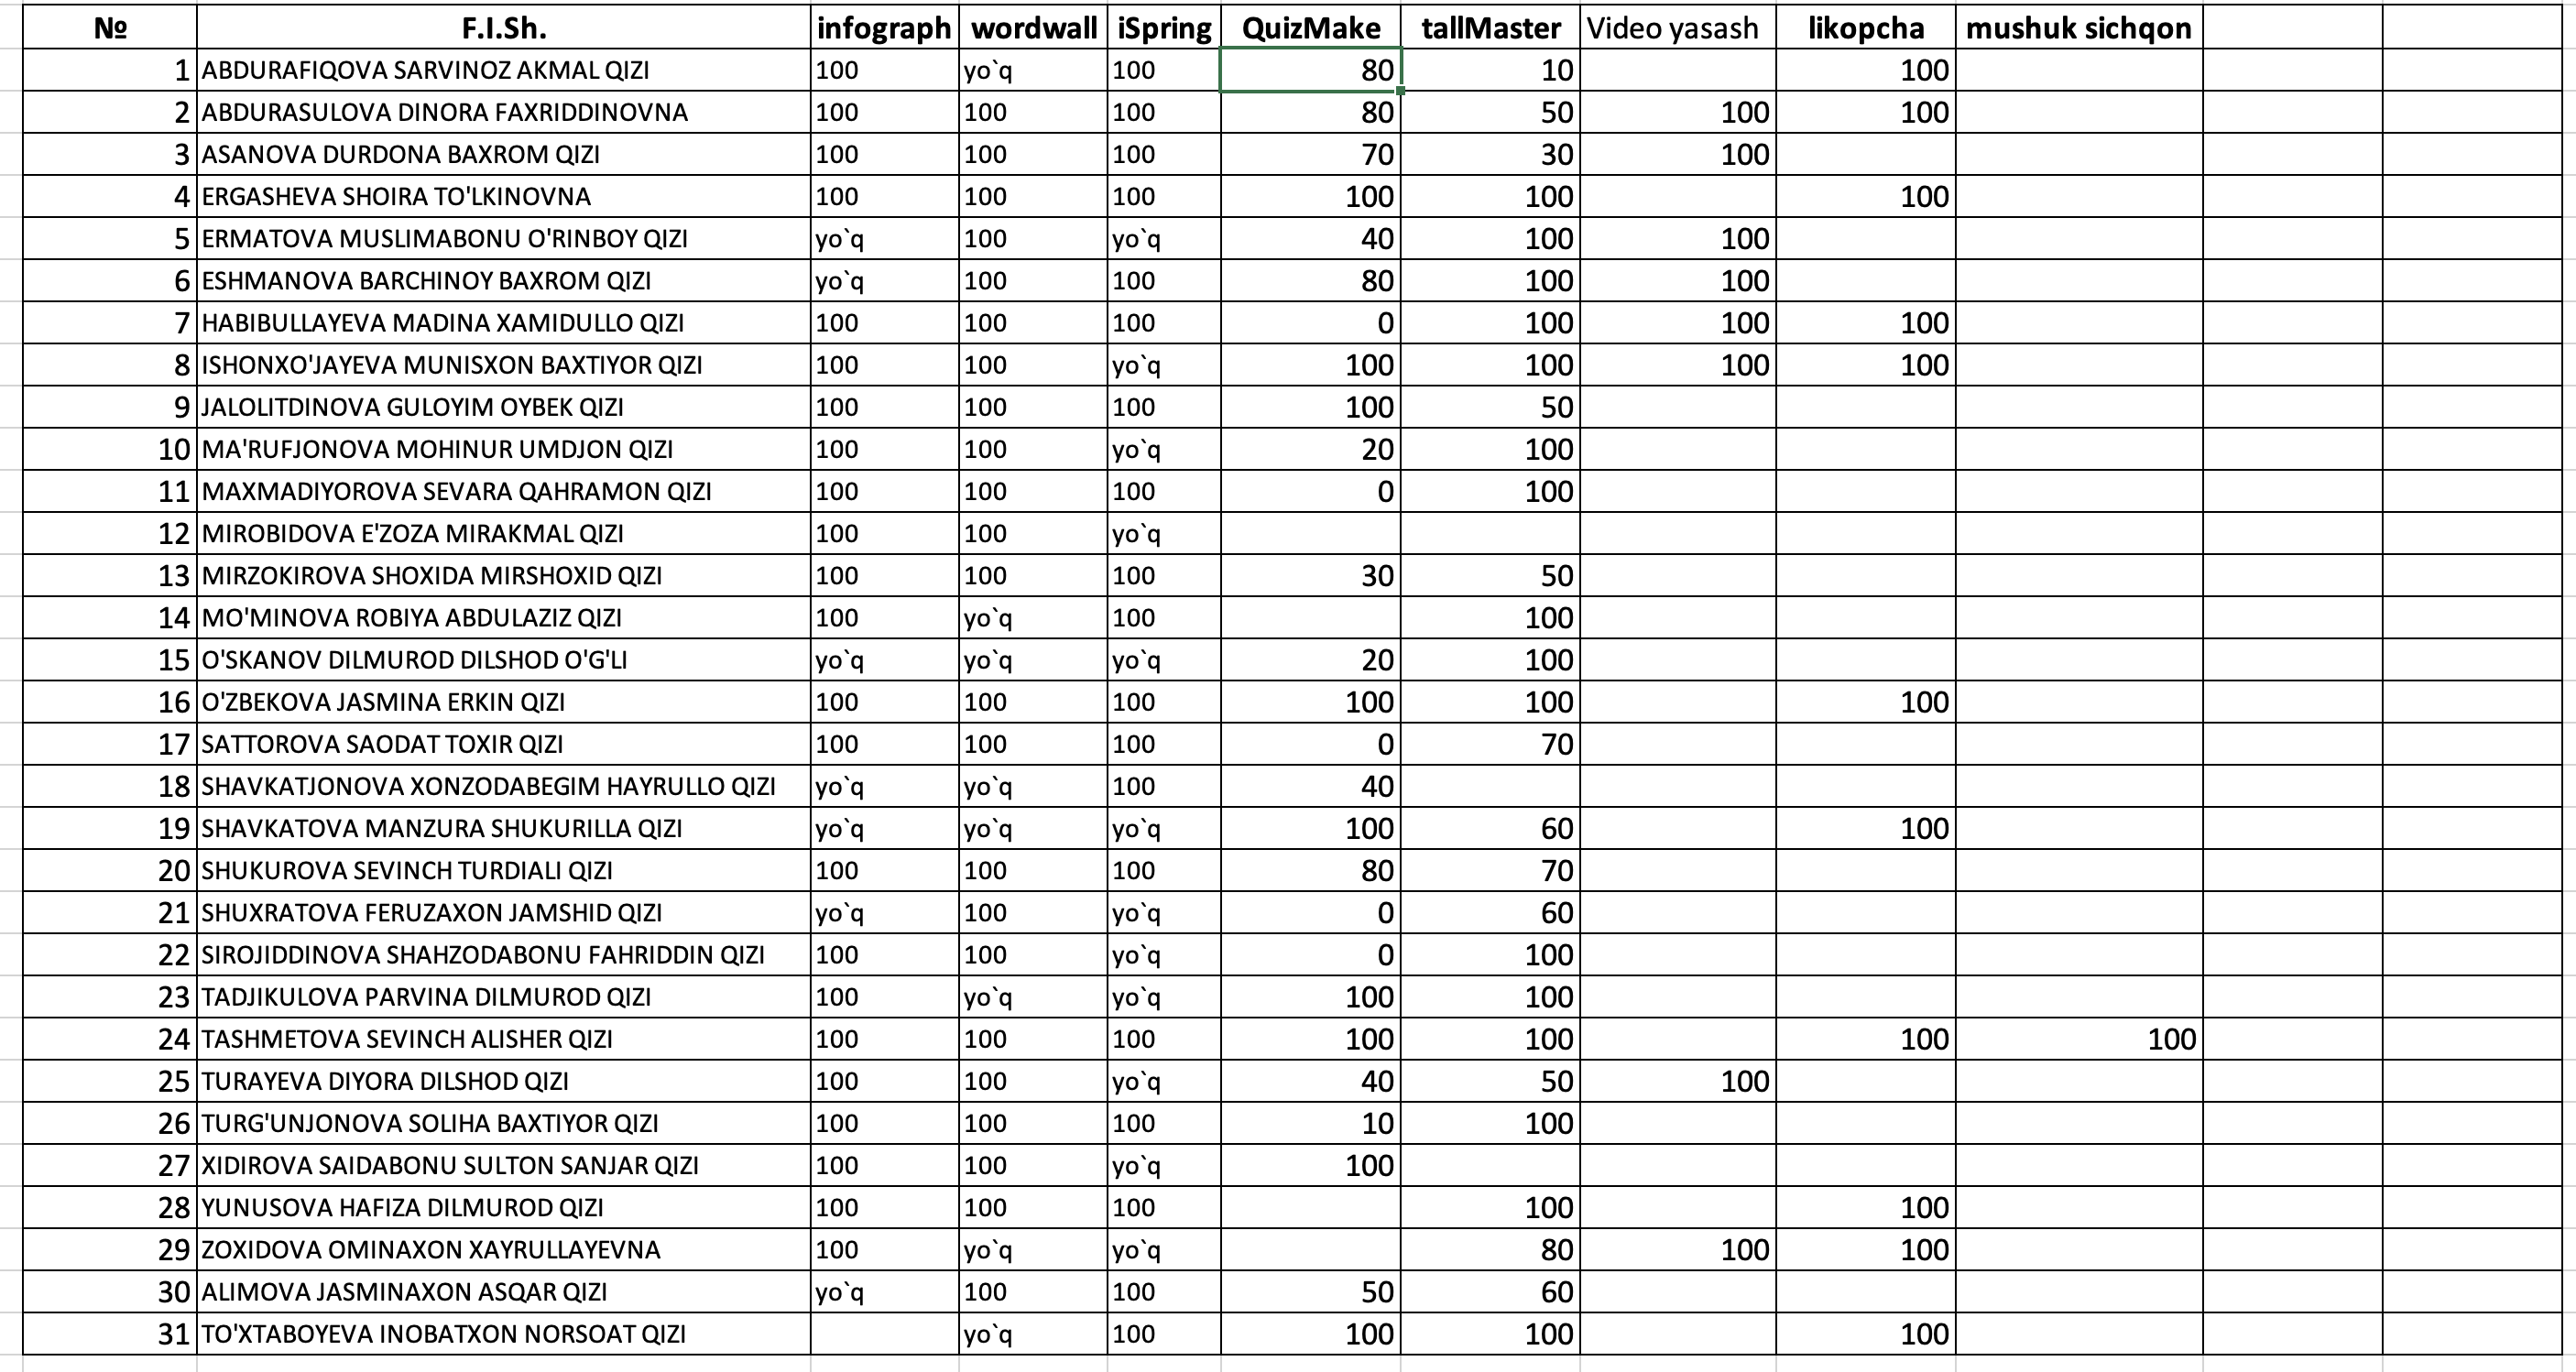 № F.I.Sh. infograph wordwall iSpring QuizMake tallMaster Video yasash likopcha mushuk sichqon
1 ABDURAFIQOVA SARVINOZ AKMAL QIZI 100 yo`q 100 80 10 100
2 ABDURASULOVA DINORA FAXRIDDINOVNA 100 100 100 80 50 100 100
3 ASANOVA DURDONA BAXROM QIZI 100 100 100 70 30 100
4 ERGASHEVA SHOIRA TO'LKINOVNA 100 100 100 100 100 100
5 ERMATOVA MUSLIMABONU O'RINBOY QIZI yo`q 100 yo`q 40 100 100
6 ESHMANOVA BARCHINOY BAXROM QIZI yo`q 100 100 80 100 100
7 HABIBULLAYEVA MADINA XAMIDULLO QIZI 100 100 100 0 100 100 100
8 ISHONXO'JAYEVA MUNISXON BAXTIYOR QIZI 100 100 yo`q 100 100 100 100
9 JALOLITDINOVA GULOYIM OYBEK QIZI 100 100 100 100 50
10 MA'RUFJONOVA MOHINUR UMDJON QIZI 100 100 yo`q 20 100
11 MAXMADIYOROVA SEVARA QAHRAMON QIZI 100 100 100 0 100
12 MIROBIDOVA E'ZOZA MIRAKMAL QIZI 100 100 yo`q
13 MIRZOKIROVA SHOXIDA MIRSHOXID QIZI 100 100 100 30 50
14 MO'MINOVA ROBIYA ABDULAZIZ QIZI 100 yo`q 100 100
15 O'SKANOV DILMUROD DILSHOD O'G'LI yo`q yo`q yo`q 20 100
16 O'ZBEKOVA JASMINA ERKIN QIZI 100 100 100 100 100 100
17 SATTOROVA SAODAT TOXIR QIZI 100 100 100 0 70
18 SHAVKATJONOVA XONZODABEGIM HAYRULLO QIZI yo`q yo`q 100 40
19 SHAVKATOVA MANZURA SHUKURILLA QIZI yo`q yo`q yo`q 100 60 100
20 SHUKUROVA SEVINCH TURDIALI QIZI 100 100 100 80 70
21 SHUXRATOVA FERUZAXON JAMSHID QIZI yo`q 100 yo`q 0 60
22 SIROJIDDINOVA SHAHZODABONU FAHRIDDIN QIZI 100 100 yo`q 0 100
23 TADJIKULOVA PARVINA DILMUROD QIZI 100 yo`q yo`q 100 100
24 TASHMETOVA SEVINCH ALISHER QIZI 100 100 100 100 100 100 100
25 TURAYEVA DIYORA DILSHOD QIZI 100 100 yo`q 40 50 100
26 TURG'UNJONOVA SOLIHA BAXTIYOR QIZI 100 100 100 10 100
27 XIDIROVA SAIDABONU SULTON SANJAR QIZI 100 100 yo`q 100
28 YUNUSOVA HAFIZA DILMUROD QIZI 100 100 100 100 100
29 ZOXIDOVA OMINAXON XAYRULLAYEVNA 100 yo`q yo`q 80 100 100
30 ALIMOVA JASMINAXON ASQAR QIZI yo`q 100 100 50 60
31 TO'XTABOYEVA INOBATXON NORSOAT QIZI yo`q 100 100 100 100